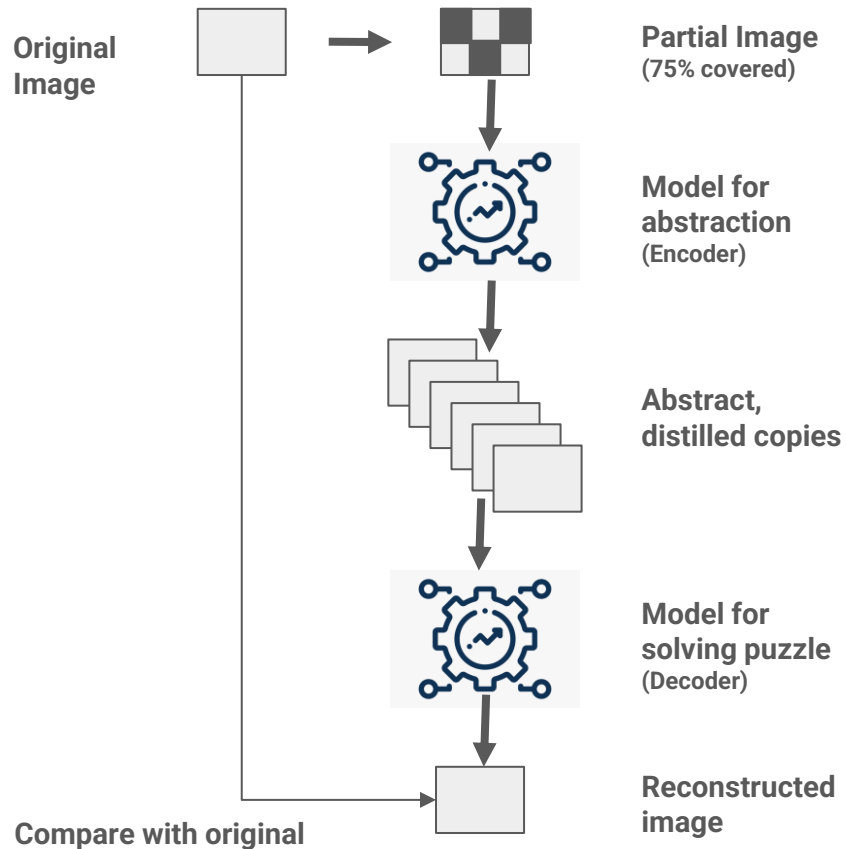 Original
Image
Partial Image
(75% covered)
Model for
abstraction
(Encoder)
Abstract,
distilled copies
Model for
solving puzzle
(Decoder)
Reconstructed
image
Compare with original